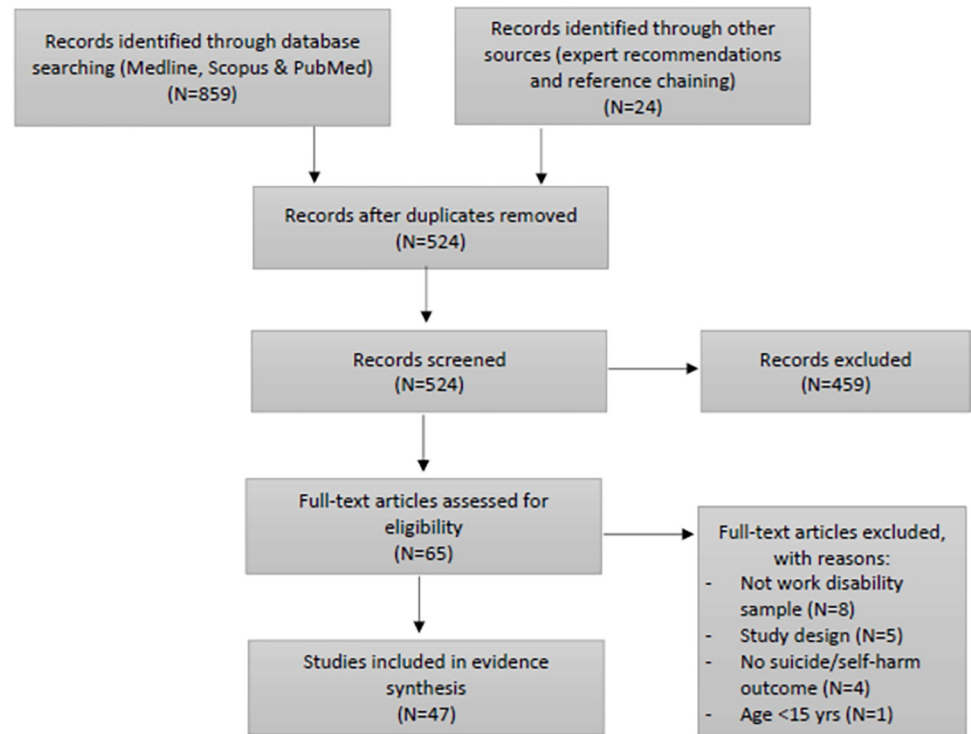 Records identified through database
searching (Medline, Scopus & PubMed)
(N=859)
Records identified through other
sources (expert recommendations
and reference chaining)
(N=24)
Records after duplicates removed
(N=524)
Records screened
(N=524)
Records excluded
(N=459)
Full-text articles assessed for
eligibility
(N=65)
Full-text articles excluded,
with reasons:
- Not work disability
sample (N=8)
- Study design (N=5)
- No suicide/self-harm
outcome (N=4)
- Age <15 yrs (N=1)
Studies included in evidence
synthesis
(N=47)